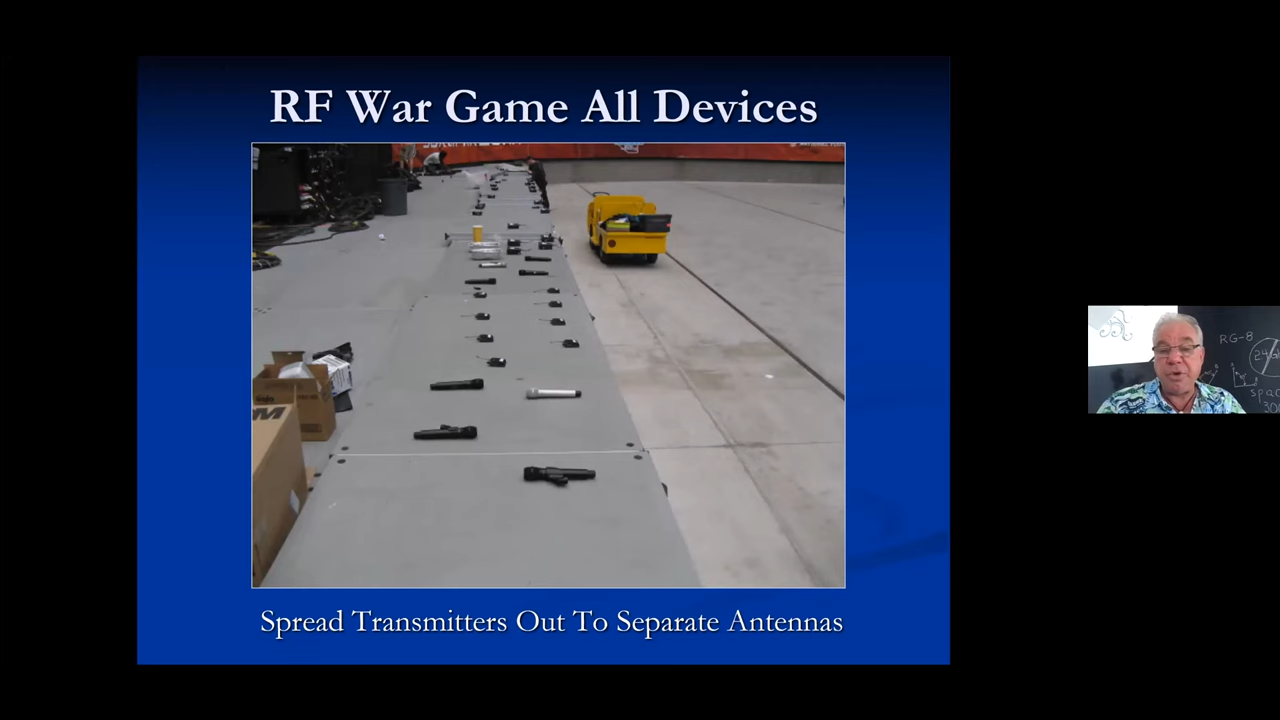 RF War Game All Devices
Spread Transmitters Out To Separate Antennas
RG-8